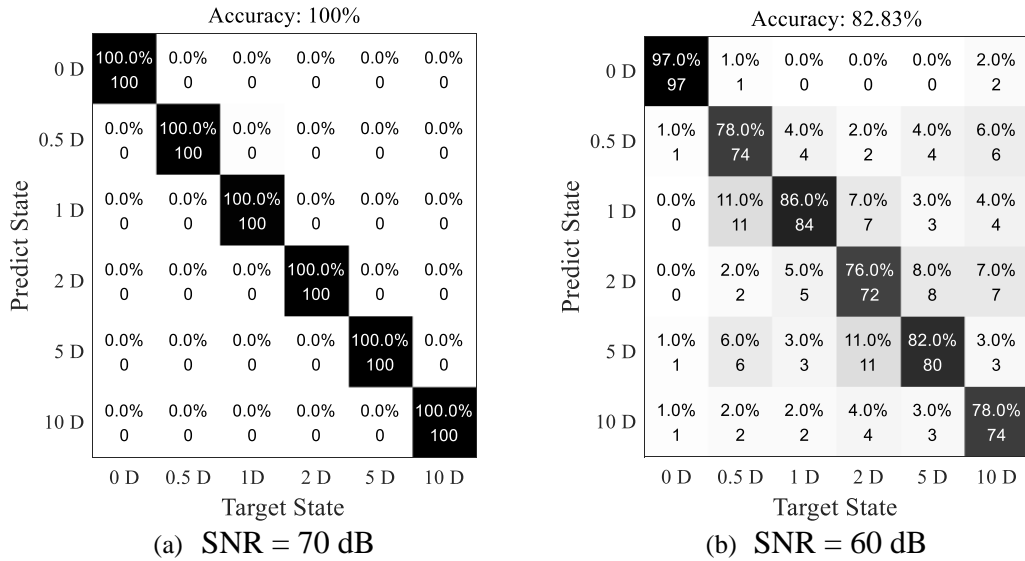 Accuracy: 100%
Predict State
0 D
100.0% 0.0% 0.0% 0.0% 0.0% 0.0%
100 0 0 0 0 0
0.5 D
0.0% 100.0% 0.0% 0.0% 0.0% 0.0%
0 100 0 0 0 0
1 D
0.0% 0.0% 100.0% 0.0% 0.0% 0.0%
0 0 100 0 0 0
2 D
0.0% 0.0% 0.0% 100.0% 0.0% 0.0%
0 0 0 100 0 0
5 D
0.0% 0.0% 0.0% 0.0% 100.0% 0.0%
0 0 0 0 100 0
10 D
0.0% 0.0% 0.0% 0.0% 0.0% 100.0%
0 0 0 0 0 100
0 D 0.5 D 1D 2 D 5 D 10 D
Target State
(a) SNR = 70 dB
Accuracy: 82.83%
Predict State
0 D
97.0% 1.0% 0.0% 0.0% 0.0% 2.0%
97 1 0 0 0 2
0.5 D
1.0% 78.0% 4.0% 2.0% 4.0% 6.0%
1 74 4 2 4 6
1 D
0.0% 11.0% 86.0% 7.0% 3.0% 4.0%
0 11 84 7 3 4
2 D
0.0% 2.0% 5.0% 76.0% 8.0% 7.0%
0 2 5 72 8 7
5 D
1.0% 6.0% 3.0% 11.0% 82.0% 3.0%
1 6 3 11 80 3
10 D
1.0% 2.0% 2.0% 4.0% 3.0% 78.0%
1 2 2 4 3 74
0 D 0.5 D 1 D 2 D 5 D 10 D
Target State
(b) SNR = 60 dB